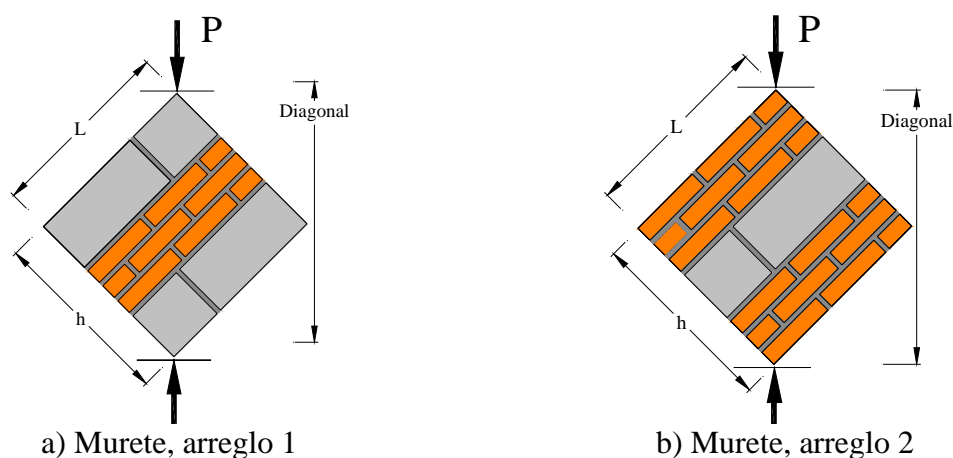 P
L
Diagonal
h
a) Murete, arreglo 1
P
L
Diagonal
h
b) Murete, arreglo 2